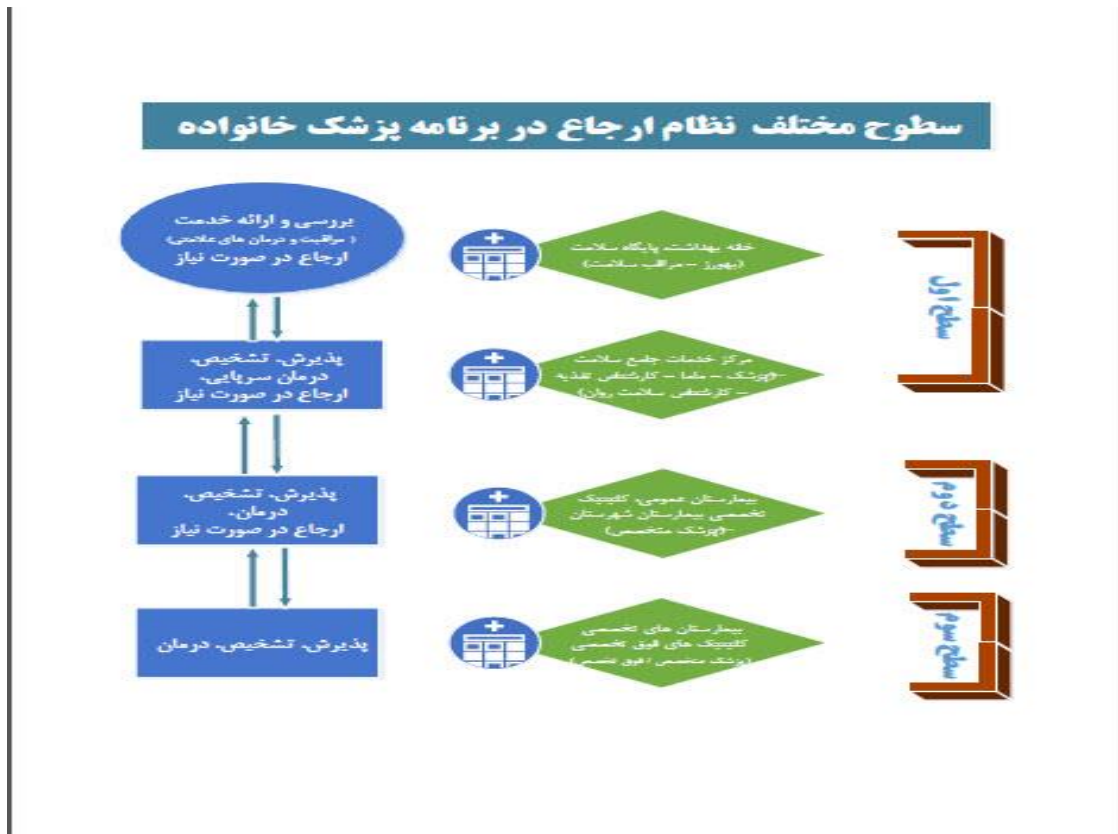 سطوح مختلف نظام ارجاع در برنامه پزشک خانواده
سطح اول
خانه بهداشت، پایگاه سلامت
(بهورز – مراقب سلامت)
بررسی و ارائه خدمت
( مراقبت و درمان های علامتی)
ارجاع در صورت نیاز
مرکز خدمات جامع سلامت
(پزشک – ماما – کارشناس تغذیه-
– کارشناس سلامت روان)
پذیرش، تشخیص،
درمان سرپایی،
ارجاع در صورت نیاز
سطح دوم
بیمارستان عمومی، کلینیک
تخصصی بیمارستان شهرستان
(پزشک متخصص)-
پذیرش، تشخیص،
درمان،
ارجاع در صورت نیاز
سطح سوم
بیمارستان های تخصصی
کلینیک های فوق تخصصی
(پزشک متخصص / فوق تخصص)
پذیرش، تشخیص، درمان